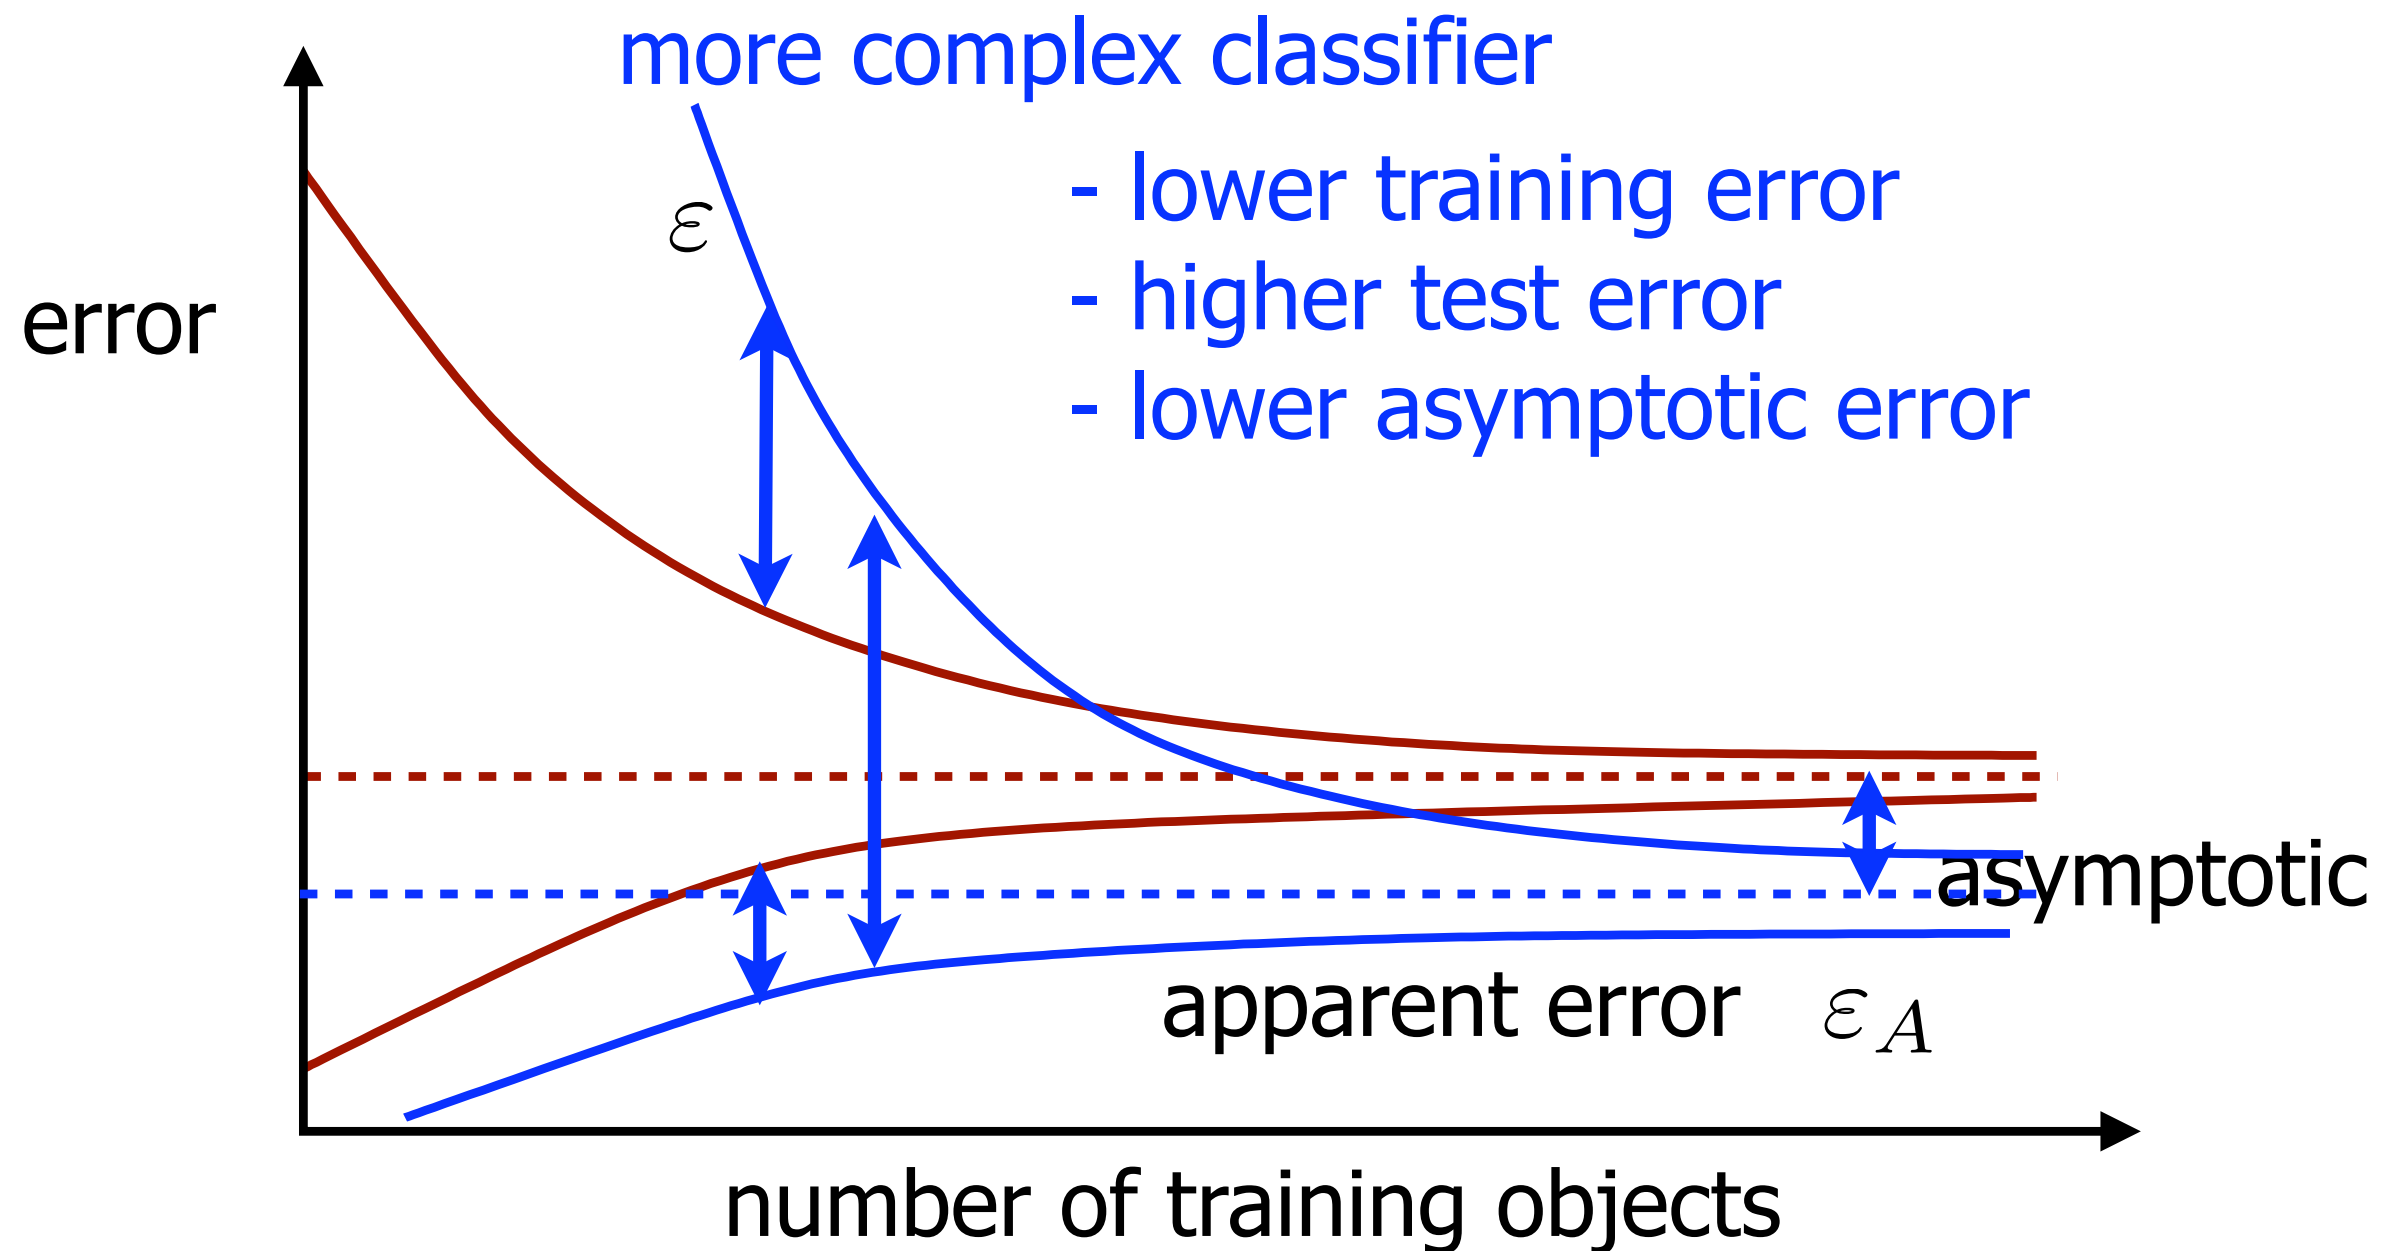 more complex classifier
- lower training error
ε
- higher test error
error
- lower asymptotic error
asymptotic
apparent error ε_A
number of training objects